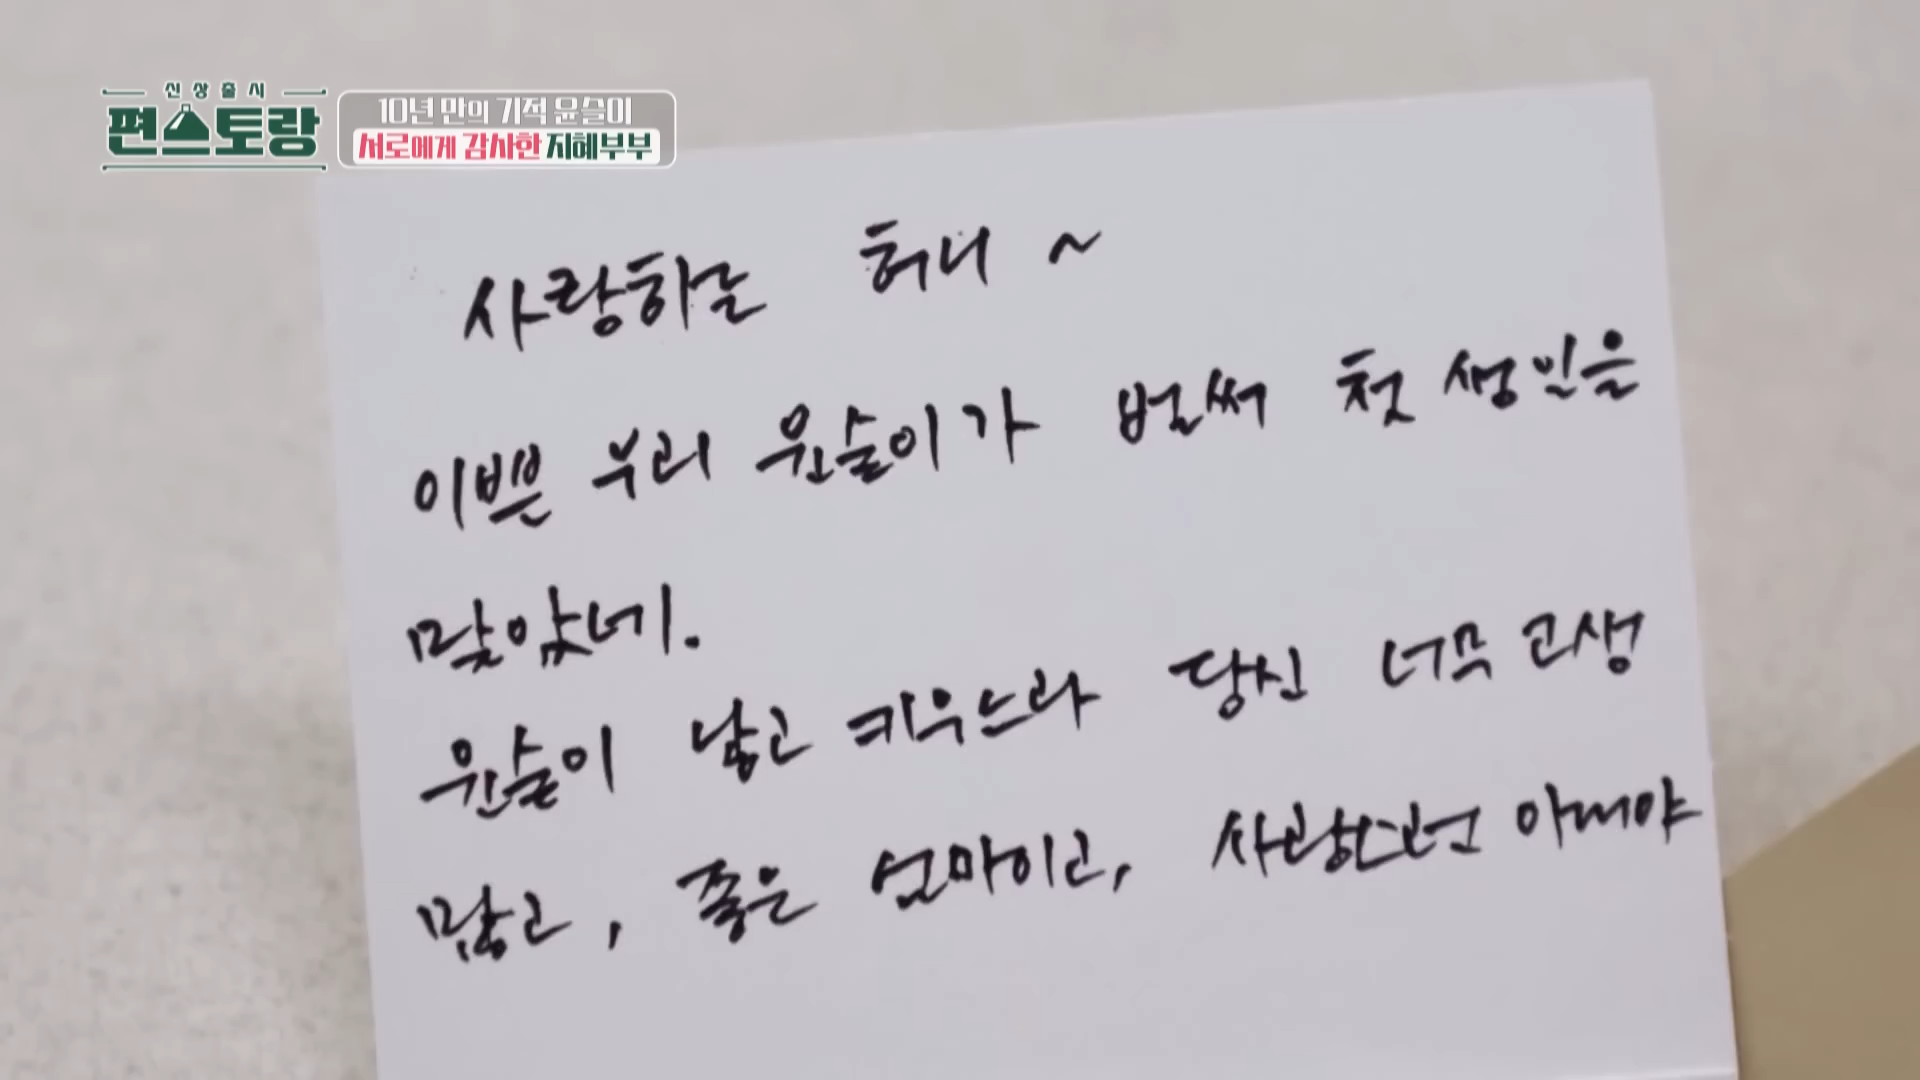 신상출시
편스토랑
10년 만의 기적 윤슬이
서로에게 감사한 지혜부부
사랑하는 허니 ~
이쁜 우리 윤슬이가 벌써 첫 생일을
맞았네.
윤슬이 낳고 키우느라 당신 너무 고생
많고, 좋은 엄마이고, 사랑스런 아내야